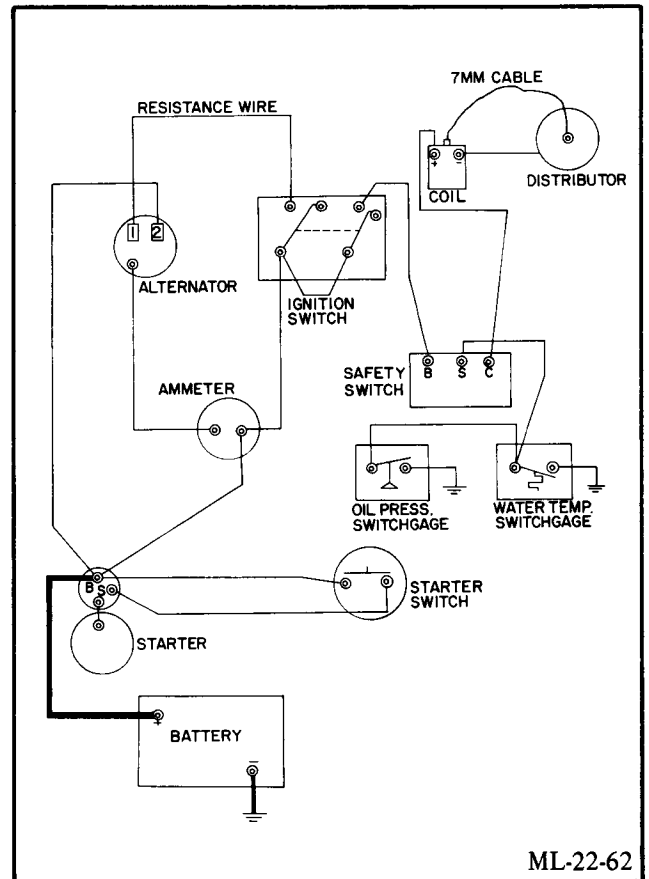 7MM CABLE
RESISTANCE WIRE
+ −
COIL
DISTRIBUTOR
1 2
ALTERNATOR
IGNITION
SWITCH
SAFETY
SWITCH
B S C
AMMETER
OIL PRESS.
SWITCHGAGE
WATER TEMP.
SWITCHGAGE
B S
STARTER
SWITCH
STARTER
+
BATTERY
−
ML-22-62